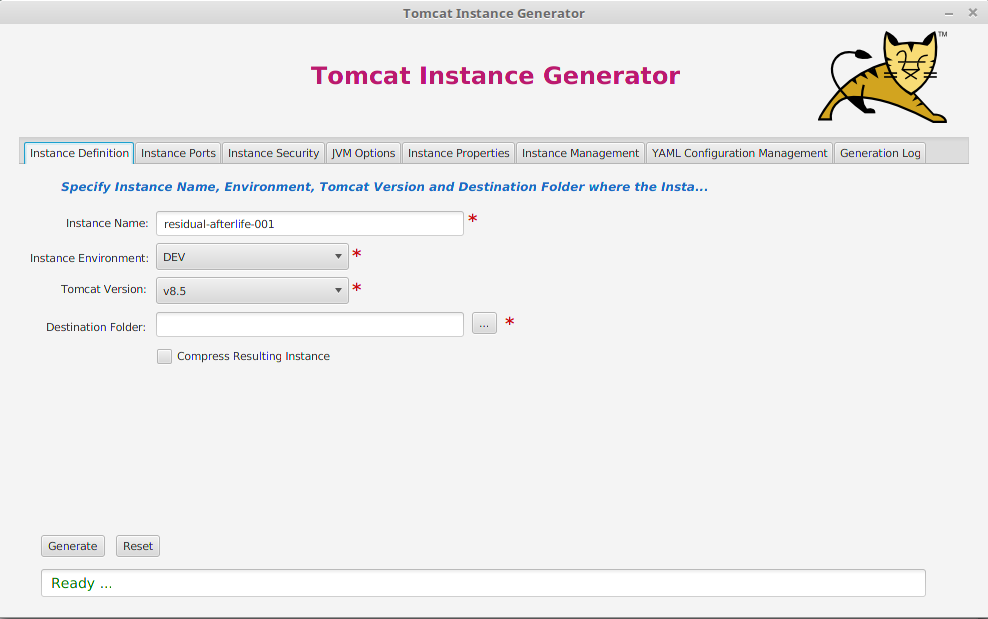 Tomcat Instance Generator
Tomcat Instance Generator
TM
Instance Definition Instance Ports Instance Security JVM Options Instance Properties Instance Management YAML Configuration Management Generation Log
Specify Instance Name, Environment, Tomcat Version and Destination Folder where the Insta...
Instance Name: residual-afterlife-001 *
Instance Environment: DEV *
Tomcat Version: v8.5 *
Destination Folder: ... *
Compress Resulting Instance
Generate Reset
Ready ...